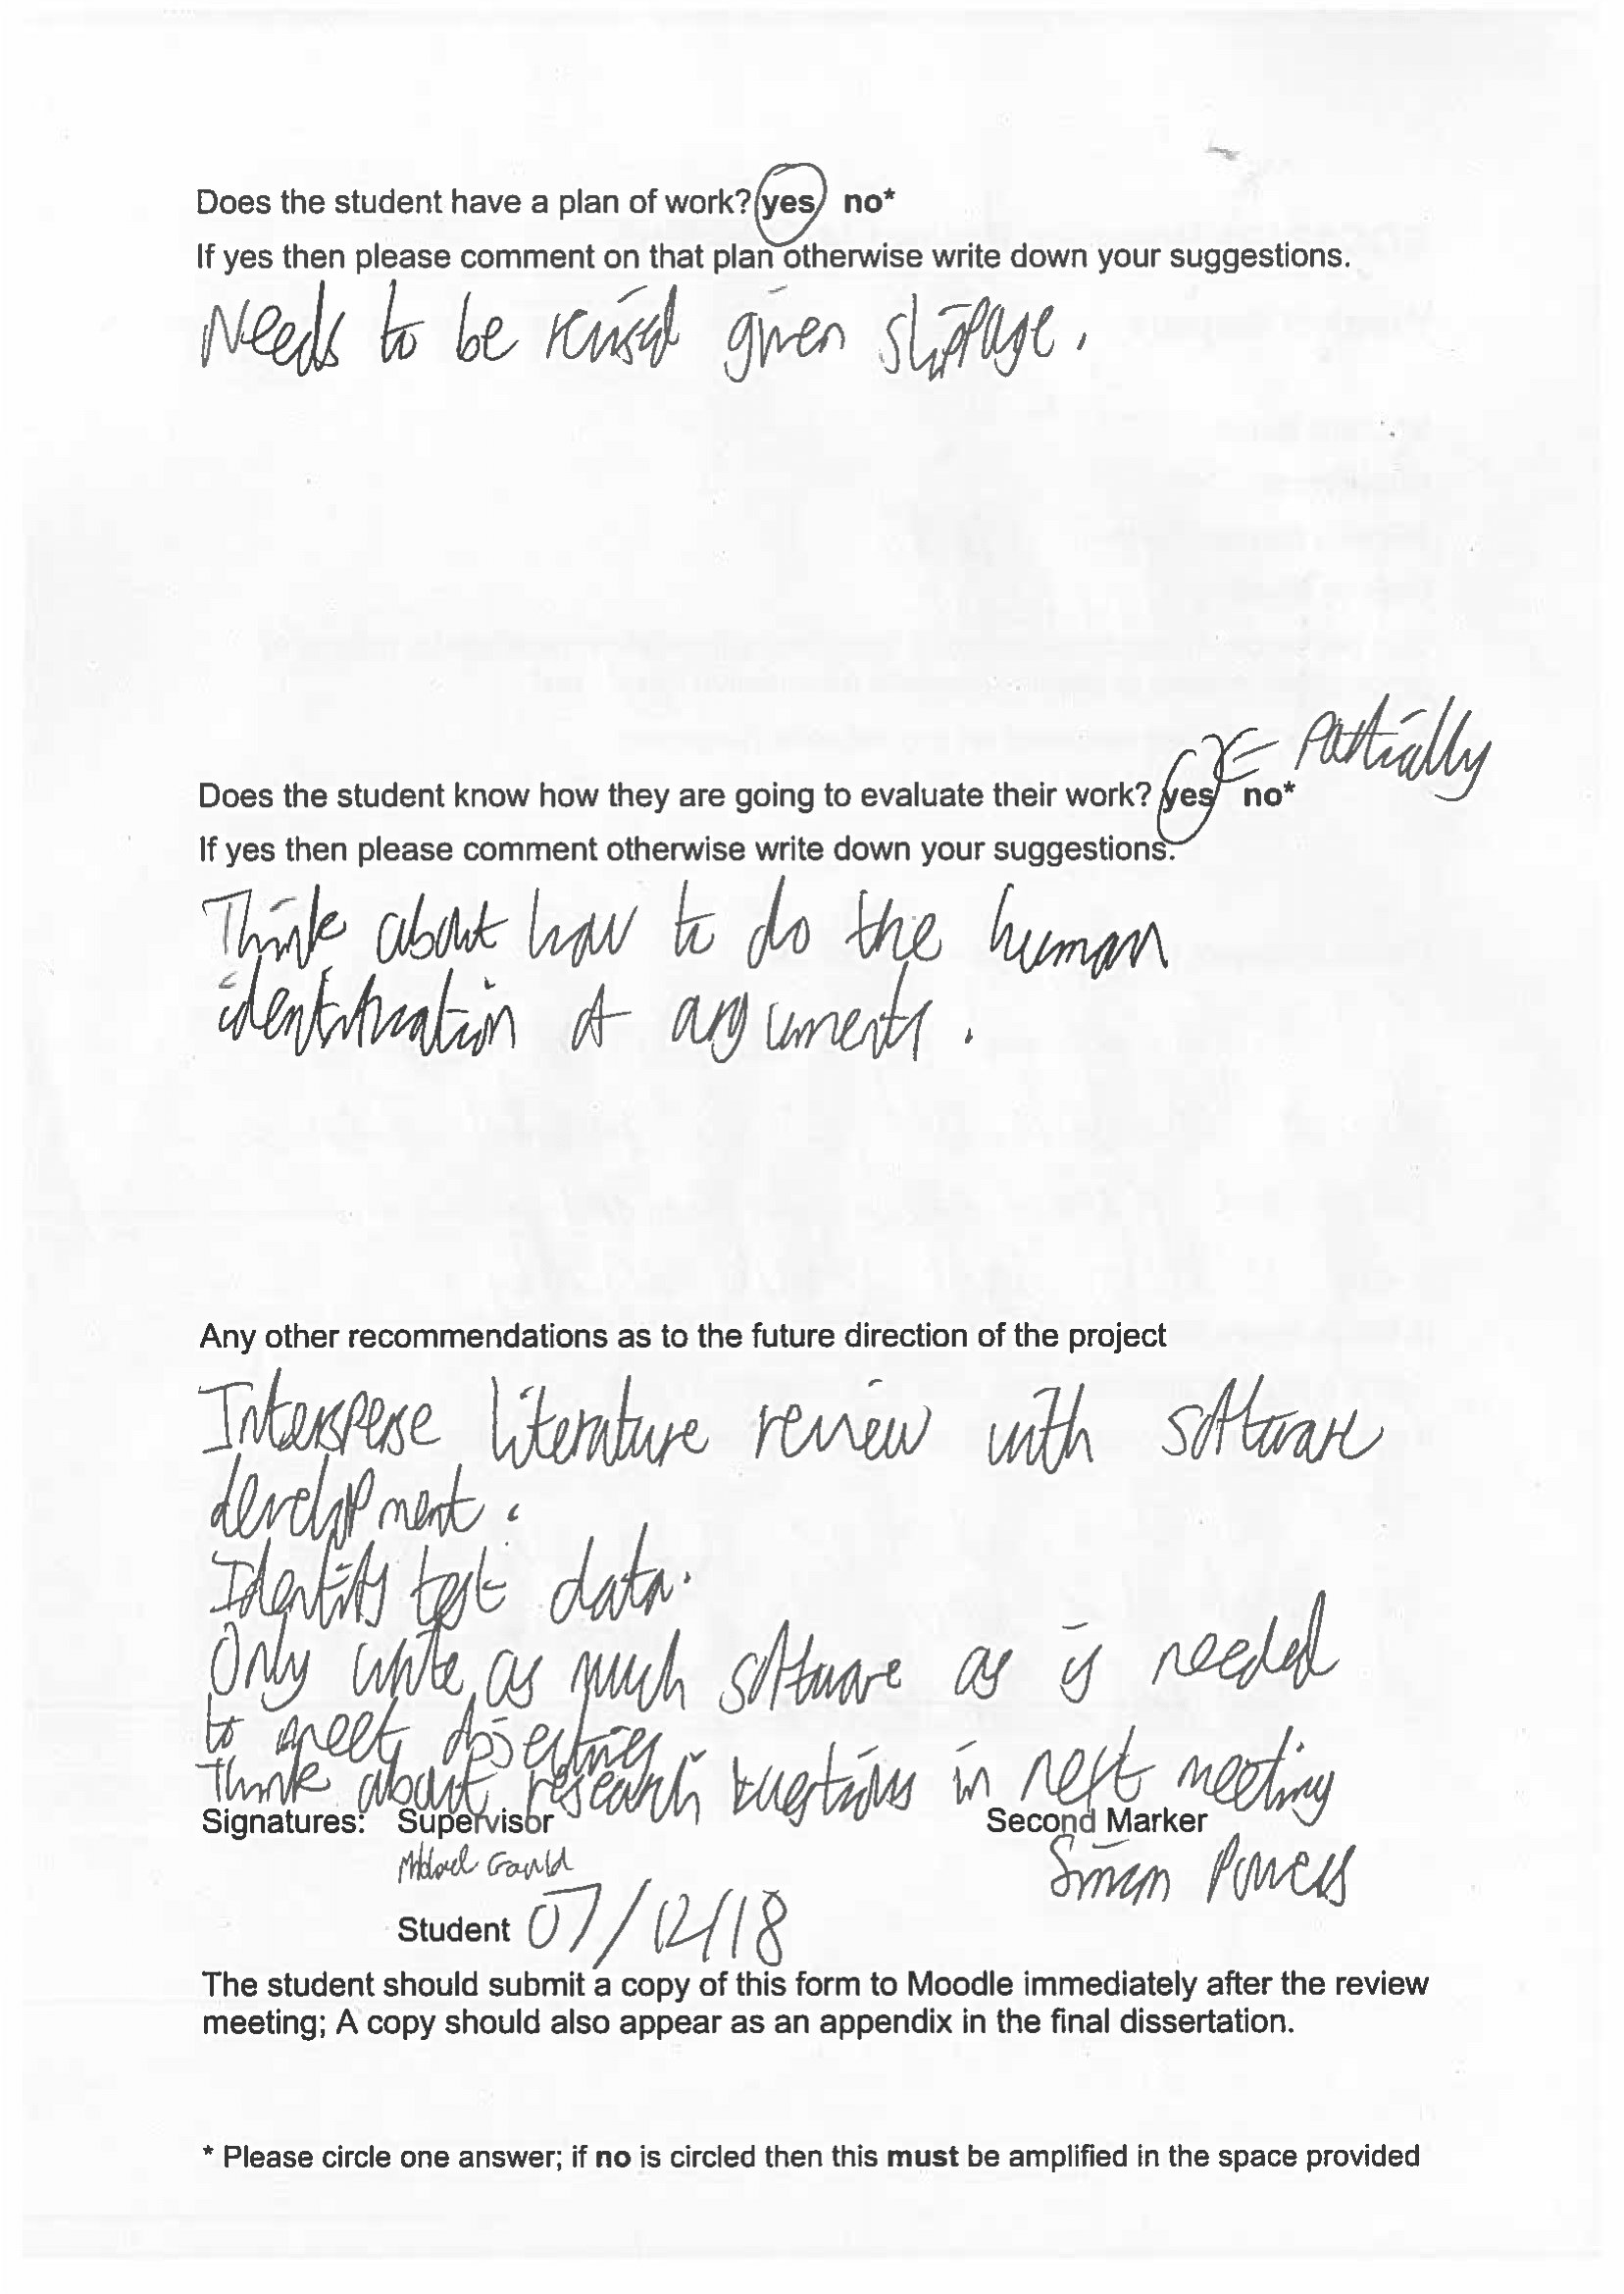 Does the student have a plan of work? yes no*
If yes then please comment on that plan otherwise write down your suggestions.
Needs to be revised given slippage.
Partially
Does the student know how they are going to evaluate their work? yes no*
If yes then please comment otherwise write down your suggestions.
Think about how to do the human
identification of arguments.
Any other recommendations as to the future direction of the project
Intersperse literature review with software
development.
Identify test data.
Only write as much software as is needed
to meet objectives
Think about research questions in next meeting
Signatures: Supervisor Second Marker
Michael Simon Powers
Student 07/12/18
The student should submit a copy of this form to Moodle immediately after the review
meeting; A copy should also appear as an appendix in the final dissertation.
* Please circle one answer; if no is circled then this must be amplified in the space provided